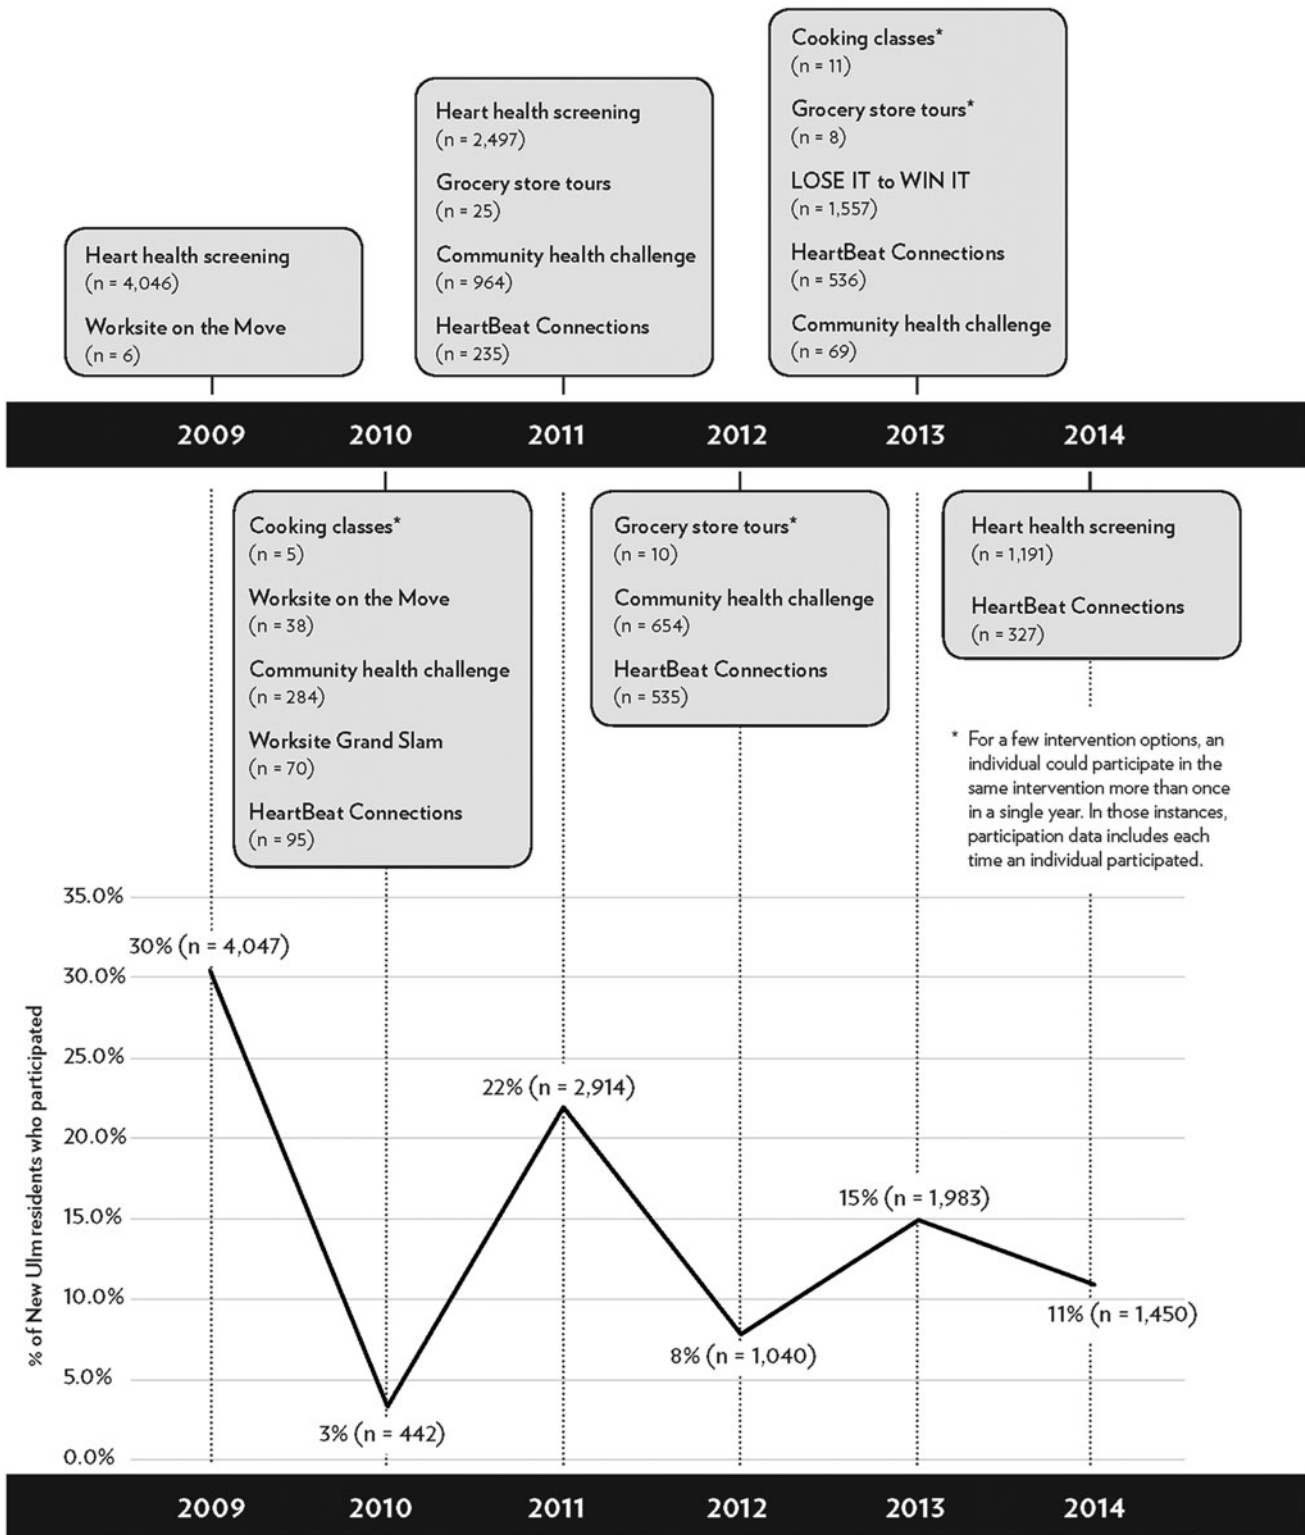 Cooking classes*
(n = 11)
Grocery store tours*
(n = 8)
LOSE IT to WIN IT
(n = 1,557)
HeartBeat Connections
(n = 536)
Community health challenge
(n = 69)
Heart health screening
(n = 2,497)
Grocery store tours
(n = 25)
Community health challenge
(n = 964)
HeartBeat Connections
(n = 235)
Heart health screening
(n = 4,046)
Worksite on the Move
(n = 6)
2009 2010 2011 2012 2013 2014
Cooking classes*
(n = 5)
Worksite on the Move
(n = 38)
Community health challenge
(n = 284)
Worksite Grand Slam
(n = 70)
HeartBeat Connections
(n = 95)
Grocery store tours*
(n = 10)
Community health challenge
(n = 654)
HeartBeat Connections
(n = 535)
Heart health screening
(n = 1,191)
HeartBeat Connections
(n = 327)
* For a few intervention options, an
individual could participate in the
same intervention more than once
in a single year. In those instances,
participation data includes each
time an individual participated.
% of New Ulm residents who participated
35.0%
30.0%
25.0%
20.0%
15.0%
10.0%
5.0%
0.0%
30% (n = 4,047)
3% (n = 442)
22% (n = 2,914)
8% (n = 1,040)
15% (n = 1,983)
11% (n = 1,450)
2009 2010 2011 2012 2013 2014